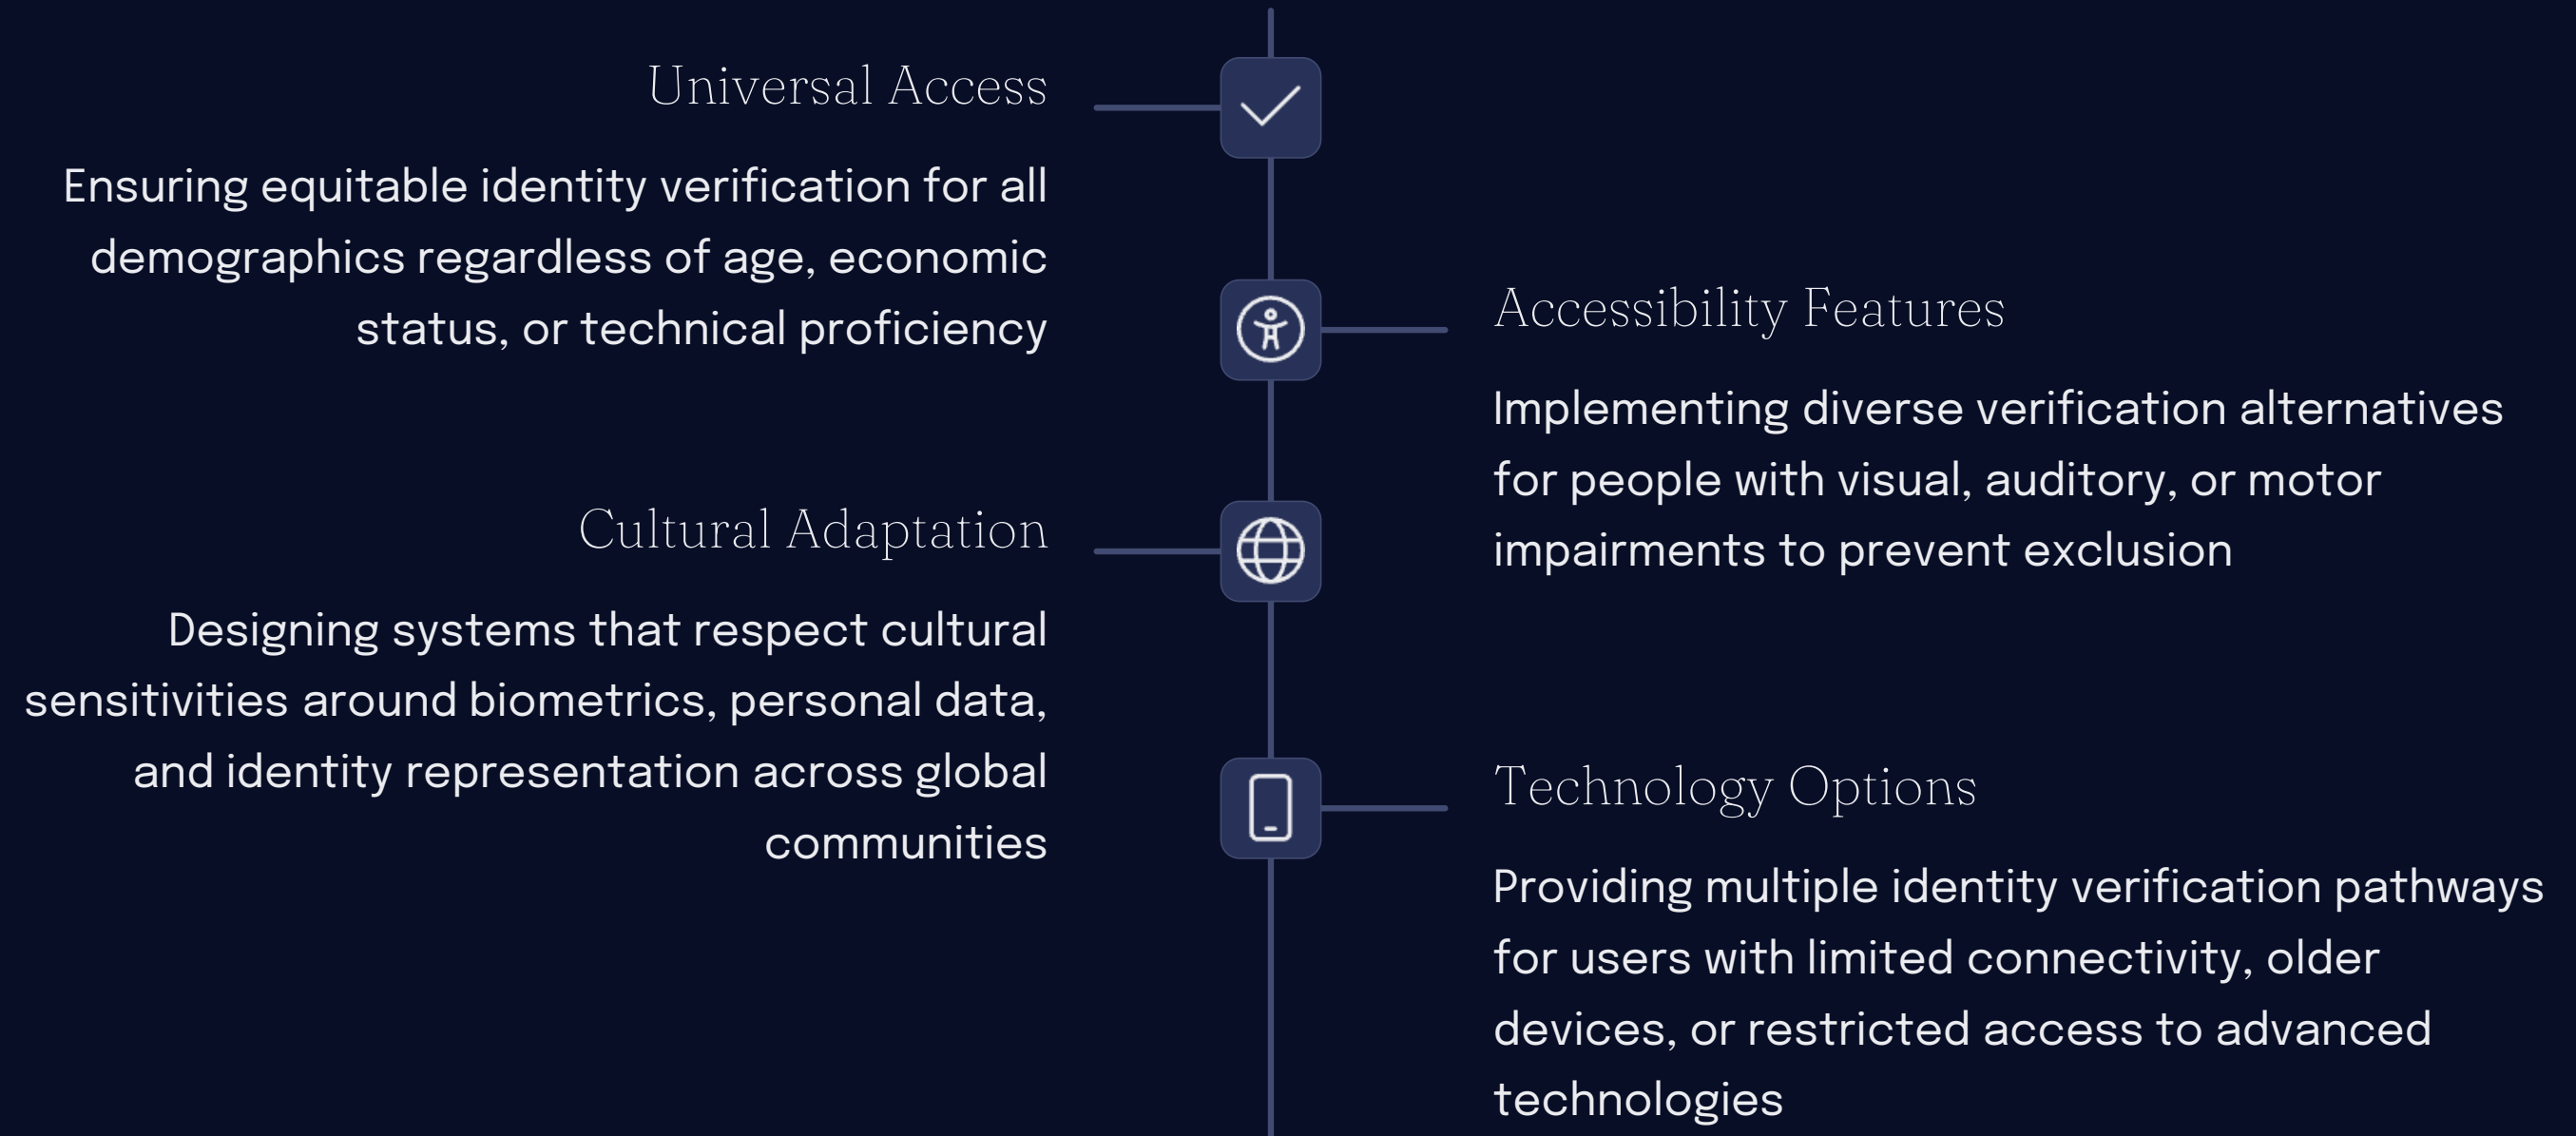 Universal Access
Ensuring equitable identity verification for all
demographics regardless of age, economic
status, or technical proficiency
Accessibility Features
Implementing diverse verification alternatives
for people with visual, auditory, or motor
impairments to prevent exclusion
Cultural Adaptation
Designing systems that respect cultural
sensitivities around biometrics, personal data,
and identity representation across global
communities
Technology Options
Providing multiple identity verification pathways
for users with limited connectivity, older
devices, or restricted access to advanced
technologies